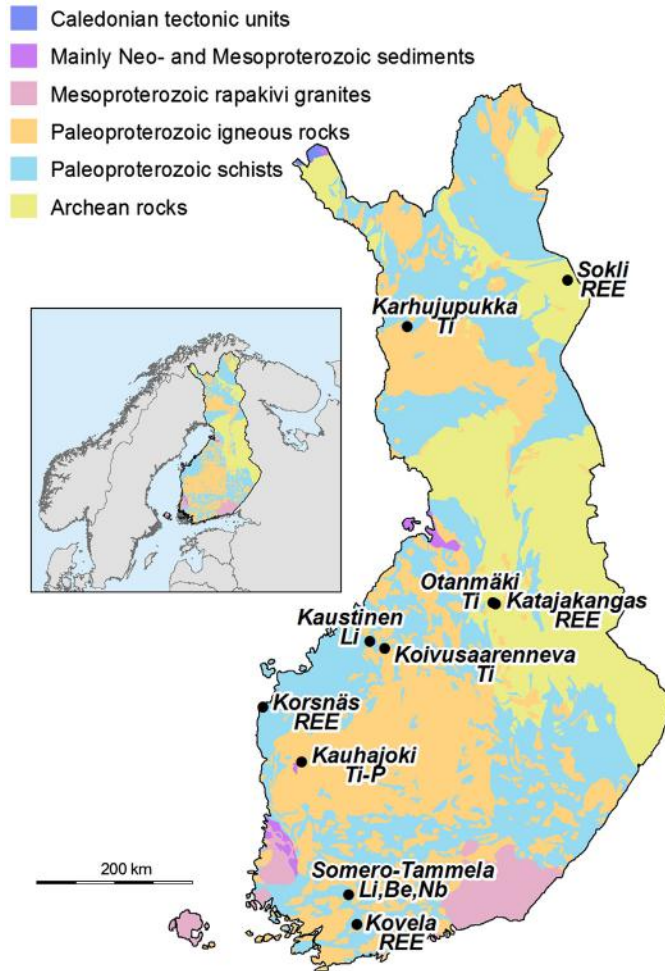 Caledonian tectonic units
Mainly Neo- and Mesoproterozoic sediments
Mesoproterozoic rapakivi granites
Paleoproterozoic igneous rocks
Paleoproterozoic schists
Archean rocks
Sokli
REE
Karhujupukka
Ti
Otanmäki
Ti
Katajakangas
REE
Kaustinen
Li
Koivusaarenneva
Ti
Korsnäs
REE
Kauhajoki
Ti-P
200 km
Somero-Tammela
Li,Be,Nb
Kovela
REE